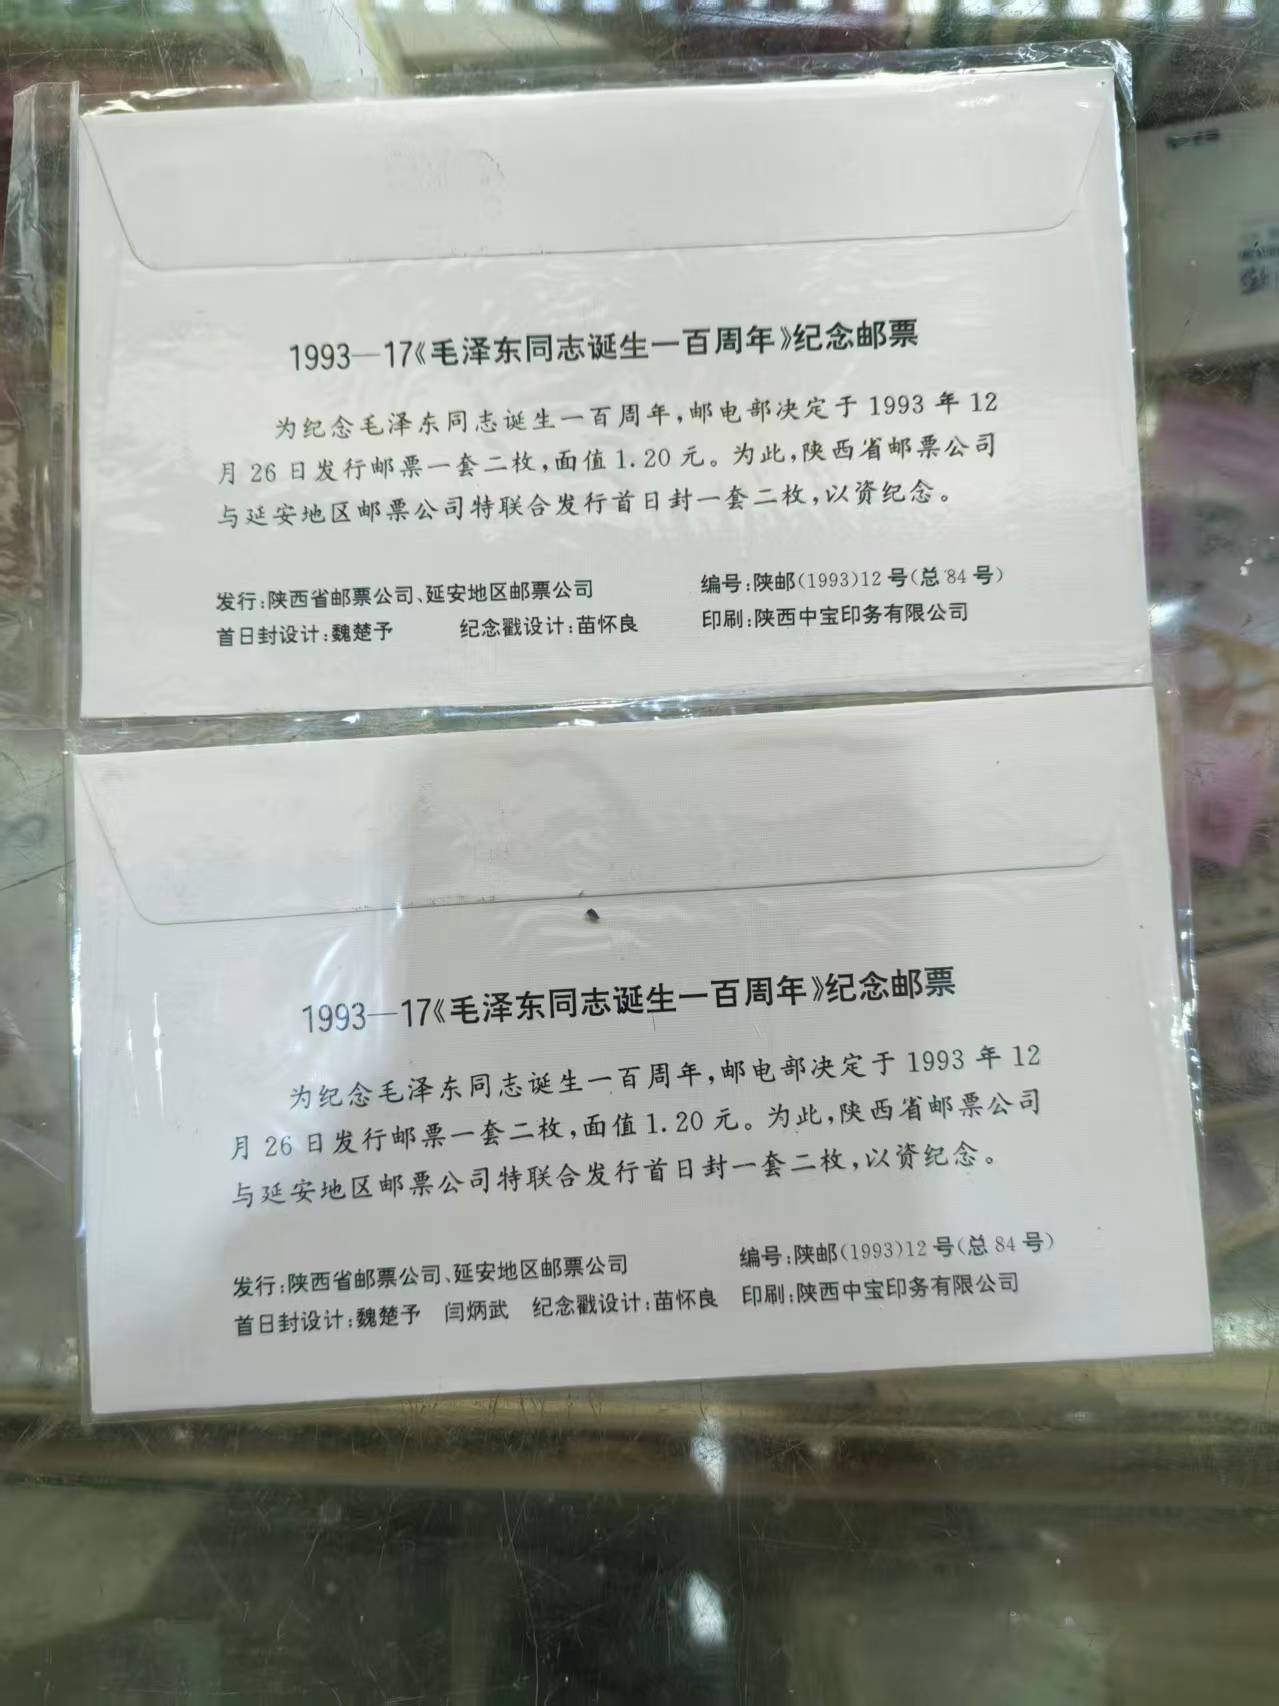 1993—17《毛泽东同志诞生一百周年》纪念邮票
为纪念毛泽东同志诞生一百周年,邮电部决定于1993年12
月26日发行邮票一套二枚,面值1.20元。为此,陕西省邮票公司
与延安地区邮票公司特联合发行首日封一套二枚,以资纪念。
发行:陕西省邮票公司、延安地区邮票公司 编号:陕邮(1993)12号(总84号)
首日封设计:魏楚予 纪念戳设计:苗怀良 印刷:陕西中宝印务有限公司
1993—17《毛泽东同志诞生一百周年》纪念邮票
为纪念毛泽东同志诞生一百周年,邮电部决定于1993年12
月26日发行邮票一套二枚,面值1.20元。为此,陕西省邮票公司
与延安地区邮票公司特联合发行首日封一套二枚,以资纪念。
发行:陕西省邮票公司、延安地区邮票公司 编号:陕邮(1993)12号(总84号)
首日封设计:魏楚予 闫炳武 纪念戳设计:苗怀良 印刷:陕西中宝印务有限公司